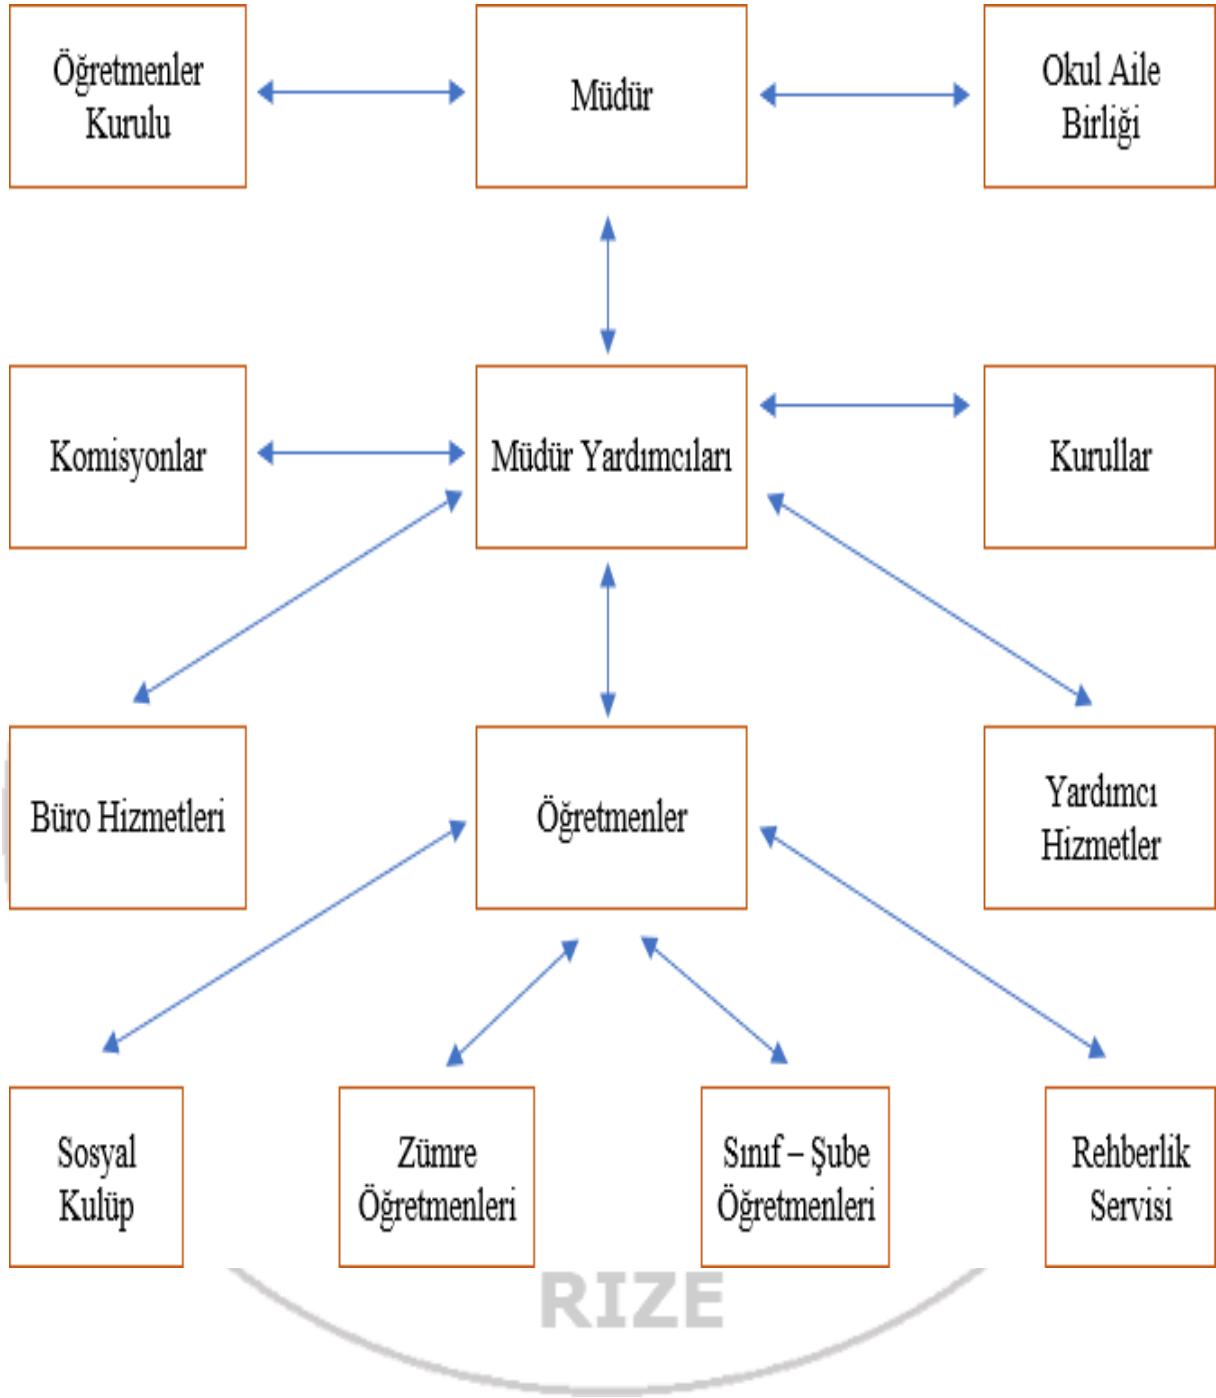 Öğretmenler
Kurulu
Müdür
Okul Aile
Birliği
Komisyonlar
Müdür Yardımcıları
Kurullar
Büro Hizmetleri
Öğretmenler
Yardımcı
Hizmetler
Sosyal
Kulüp
Zümre
Öğretmenleri
Sınıf – Şube
Öğretmenleri
Rehberlik
Servisi
RIZE